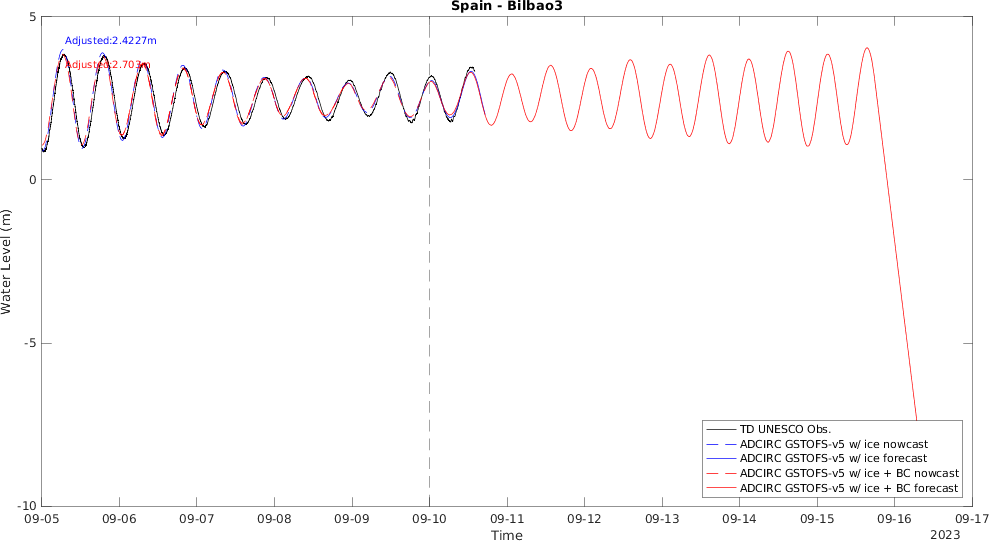 Spain - Bilbao3
5
Adjusted:2.4227m
Adjusted:2.703m
0
-5
-10
Water Level (m)
TD UNESCO Obs.
ADCIRC GSTOFS-v5 w/ ice nowcast
ADCIRC GSTOFS-v5 w/ ice forecast
ADCIRC GSTOFS-v5 w/ ice + BC nowcast
ADCIRC GSTOFS-v5 w/ ice + BC forecast
09-05 09-06 09-07 09-08 09-09 09-10 09-11 09-12 09-13 09-14 09-15 09-16 09-17
Time
2023